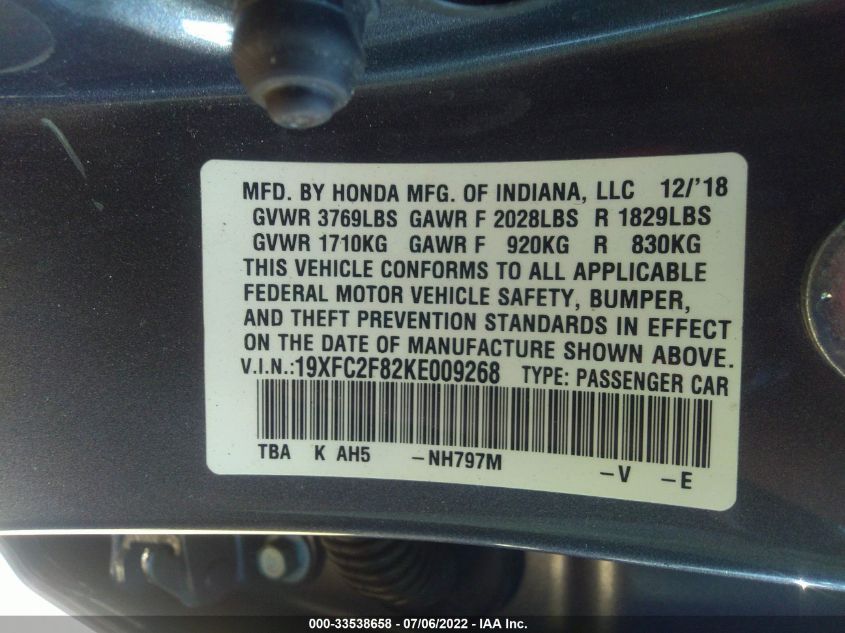 MFD. BY HONDA MFG. OF INDIANA, LLC 12/'18
GVWR 3769LBS GAWR F 2028LBS R 1829LBS
GVWR 1710KG GAWR F 920KG R 830KG
THIS VEHICLE CONFORMS TO ALL APPLICABLE
FEDERAL MOTOR VEHICLE SAFETY, BUMPER,
AND THEFT PREVENTION STANDARDS IN EFFECT
ON THE DATE OF MANUFACTURE SHOWN ABOVE.
V.I.N.:19XFC2F82KE009268 TYPE: PASSENGER CAR
TBA K AH5 –NH797M –V –E
000-33538658 - 07/06/2022 - IAA Inc.